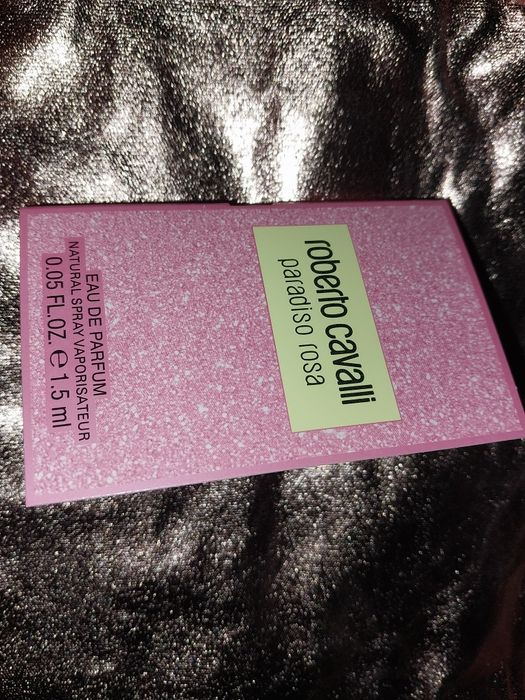 roberto cavalli
paradiso rosa
EAU DE PARFUM
NATURAL SPRAY VAPORISATEUR
0.05 FL.OZ. ℮ 1.5 ml